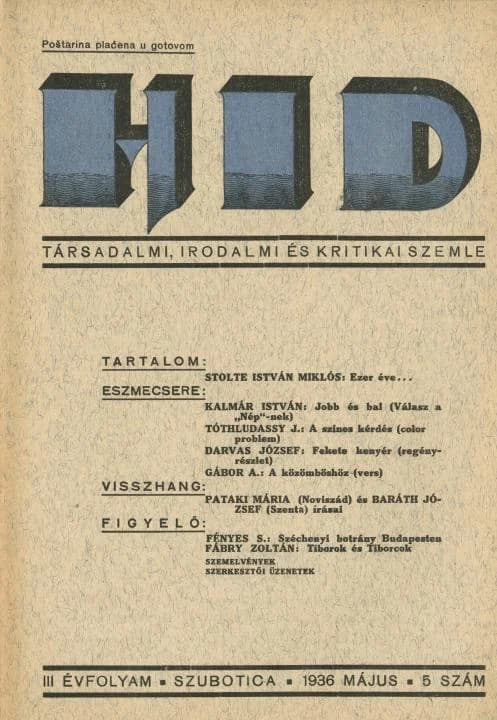 Poštarina plaćena u gotovom
HID
TÁRSADALMI, IRODALMI ÉS KRITIKAI SZEMLE
TARTALOM:
STOLTE ISTVÁN MIKLÓS: Ezer éve...
ESZMECSERE:
KALMÁR ISTVÁN: Jobb és bal (Válasz a
„Nép"-nek)
TÓTHLUDASSY J.: A szines kérdés (color
problem)
DARVAS JÓZSEF: Fekete kenyér (regény-
részlet)
GÁBOR A.: A közömböshöz (vers)
VISSZHANG:
PATAKI MÁRIA (Noviszád) és BARÁTH JÓ-
ZSEF (Szenta) írásai
FIGYELŐ:
FÉNYES S.: Széchenyi botrány Budapesten
FÁBRY ZOLTÁN: Tiborok és Tiborcok
SZEMELVÉNYEK
SZERKESZTŐI ÜZENETEK
III ÉVFOLYAM ▪ SZUBOTICA ▪ 1936 MÁJUS ▪ 5 SZÁM